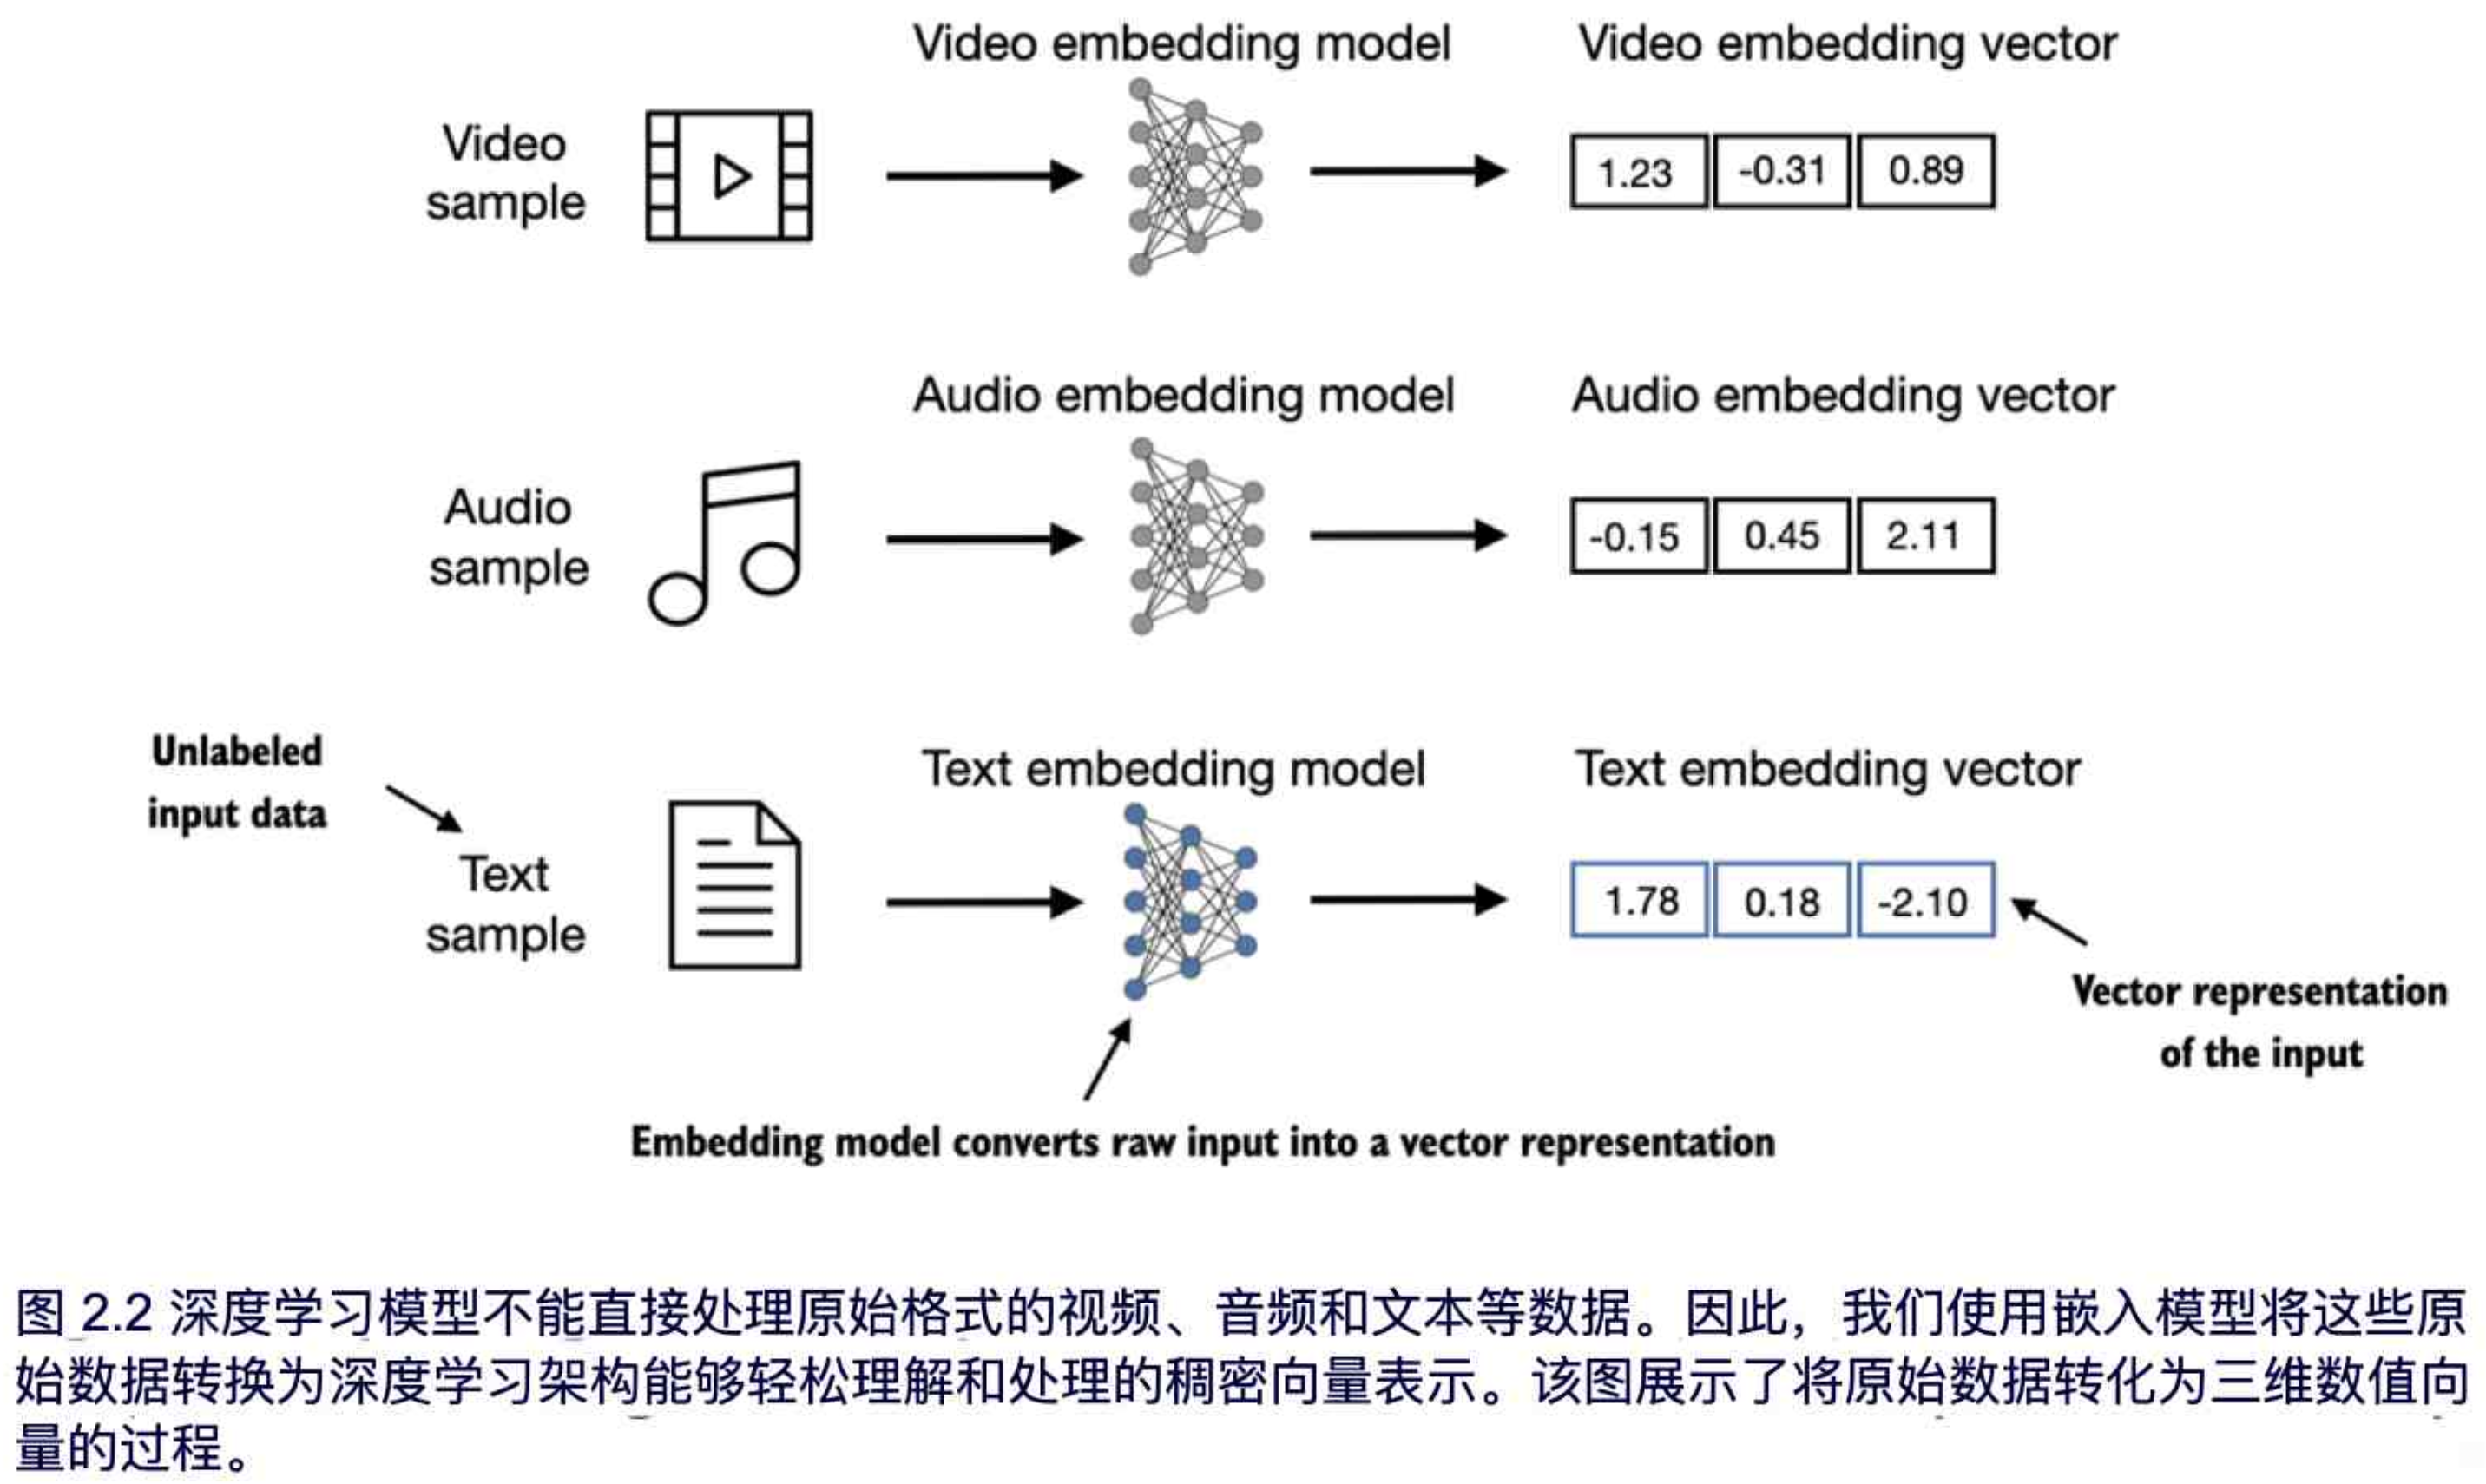 Video embedding model
Video embedding vector
Video
sample
1.23
-0.31
0.89
Audio embedding model
Audio embedding vector
Audio
sample
-0.15
0.45
2.11
Unlabeled
input data
Text embedding model
Text embedding vector
Text
sample
1.78
0.18
-2.10
Vector representation
of the input
Embedding model converts raw input into a vector representation
图 2.2 深度学习模型不能直接处理原始格式的视频、音频和文本等数据。因此，我们使用嵌入模型将这些原
始数据转换为深度学习架构能够轻松理解和处理的稠密向量表示。该图展示了将原始数据转化为三维数值向
量的过程。